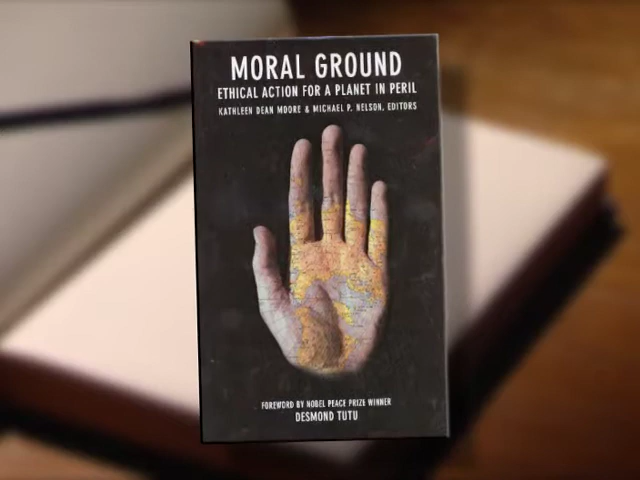 MORAL GROUND
ETHICAL ACTION FOR A PLANET IN PERIL
KATHLEEN DEAN MOORE & MICHAEL P. NELSON, EDITORS
FOREWORD BY NOBEL PEACE PRIZE WINNER
DESMOND TUTU